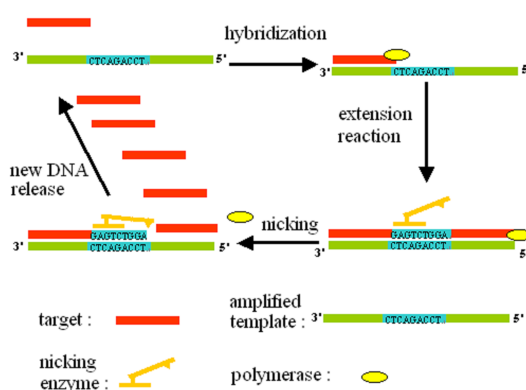 hybridization
3' CTCAGACCT.. 5'
3' CTCAGACCT.. 5'
extension
reaction
new DNA
release
nicking
GAGTCTGGA
3' CTCAGACCT.. 5'
GAGTCTGGA..
3' CTCAGACCT.. 5'
target :
amplified
template : 3' CTCAGACCT.. 5'
nicking
enzyme :
polymerase :